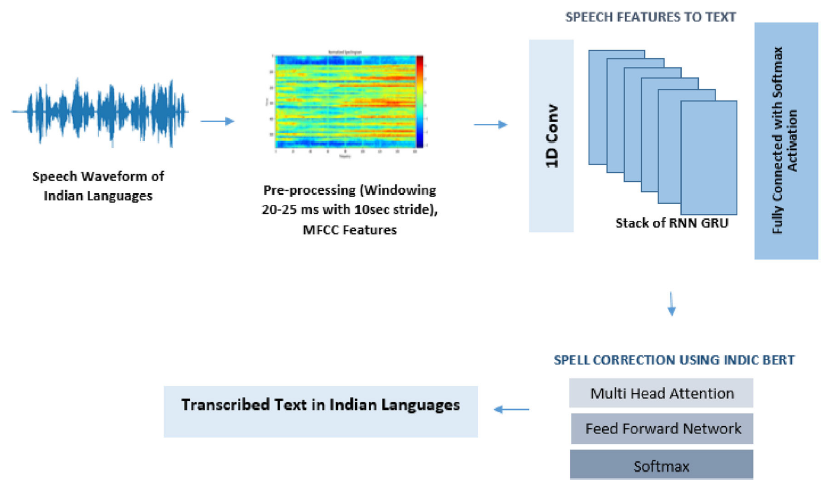 SPEECH FEATURES TO TEXT
Normalized Spectrogram
Speech Waveform of
Indian Languages
Pre-processing (Windowing
20-25 ms with 10sec stride),
MFCC Features
1D Conv
Stack of RNN GRU
Fully Connected with Softmax
Activation
SPELL CORRECTION USING INDIC BERT
Multi Head Attention
Feed Forward Network
Softmax
Transcribed Text in Indian Languages